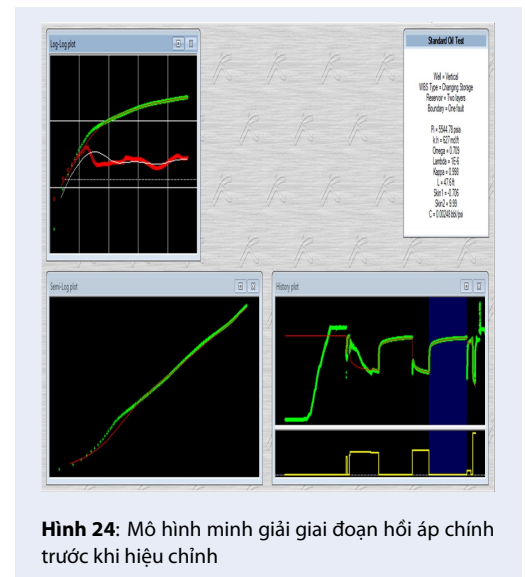 Log-Log plot
Standard Oil Test
Well = Vertical
WBS Type = Changing Storage
Reservoir = Two layers
Boundary = One fault
Pi = 5544.78 psia
k.h = 627 md.ft
Omega = 0.709
Lambda = 1E-6
Kappa = 0.998
L = 47.6 ft
Skin1 = -0.706
Skin2 = 9.99
C = 0.00248 bbl/psi
Semi-Log plot
History plot
Hình 24: Mô hình minh giải giai đoạn hồi áp chính
trước khi hiệu chỉnh